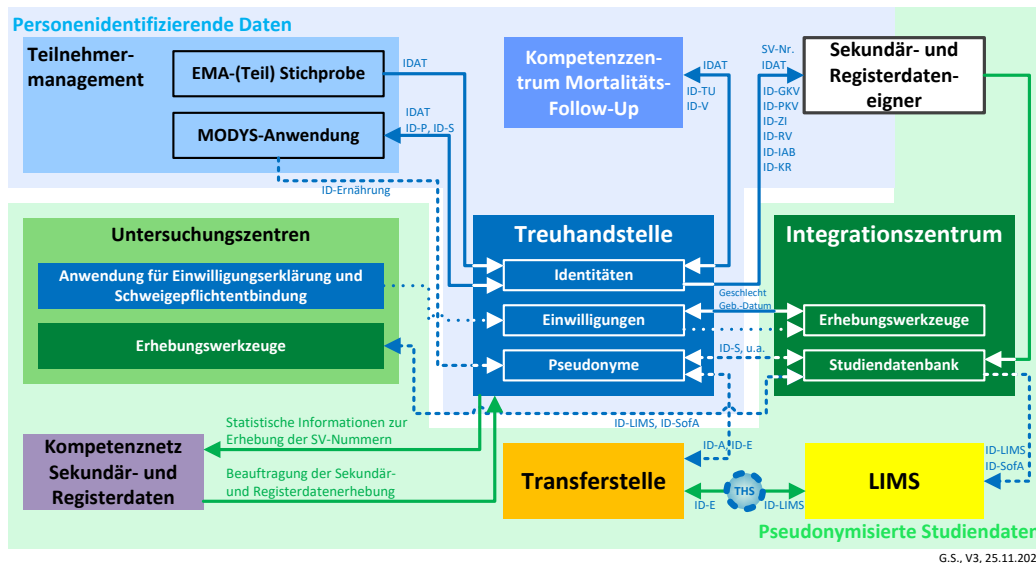 Personenidentifizierende Daten
Teilnehmer-
management
EMA-(Teil) Stichprobe
MODYS-Anwendung
IDAT
IDAT
ID-P, ID-S
ID-Ernährung
Kompetenzzen-
trum Mortalitäts-
Follow-Up
IDAT
ID-TU
ID-V
SV-Nr.
IDAT
ID-GKV
ID-PKV
ID-ZI
ID-RV
ID-IAB
ID-KR
Sekundär- und
Registerdaten-
eigner
Untersuchungszentren
Anwendung für Einwilligungserklärung und
Schweigepflichtentbindung
Erhebungswerkzeuge
Treuhandstelle
Identitäten
Einwilligungen
Pseudonyme
Geschlecht
Geb.-Datum
ID-S, u.a.
Integrationszentrum
Erhebungswerkzeuge
Studiendatenbank
ID-LIMS, ID-SofA
Statistische Informationen zur
Erhebung der SV-Nummern
Kompetenznetz
Sekundär- und
Registerdaten
Beauftragung der Sekundär-
und Registerdatenerhebung
ID-A, ID-E
Transferstelle
ID-E
THS
ID-LIMS
LIMS
ID-LIMS
ID-SofA
Pseudonymisierte Studiendaten
G.S., V3, 25.11.202